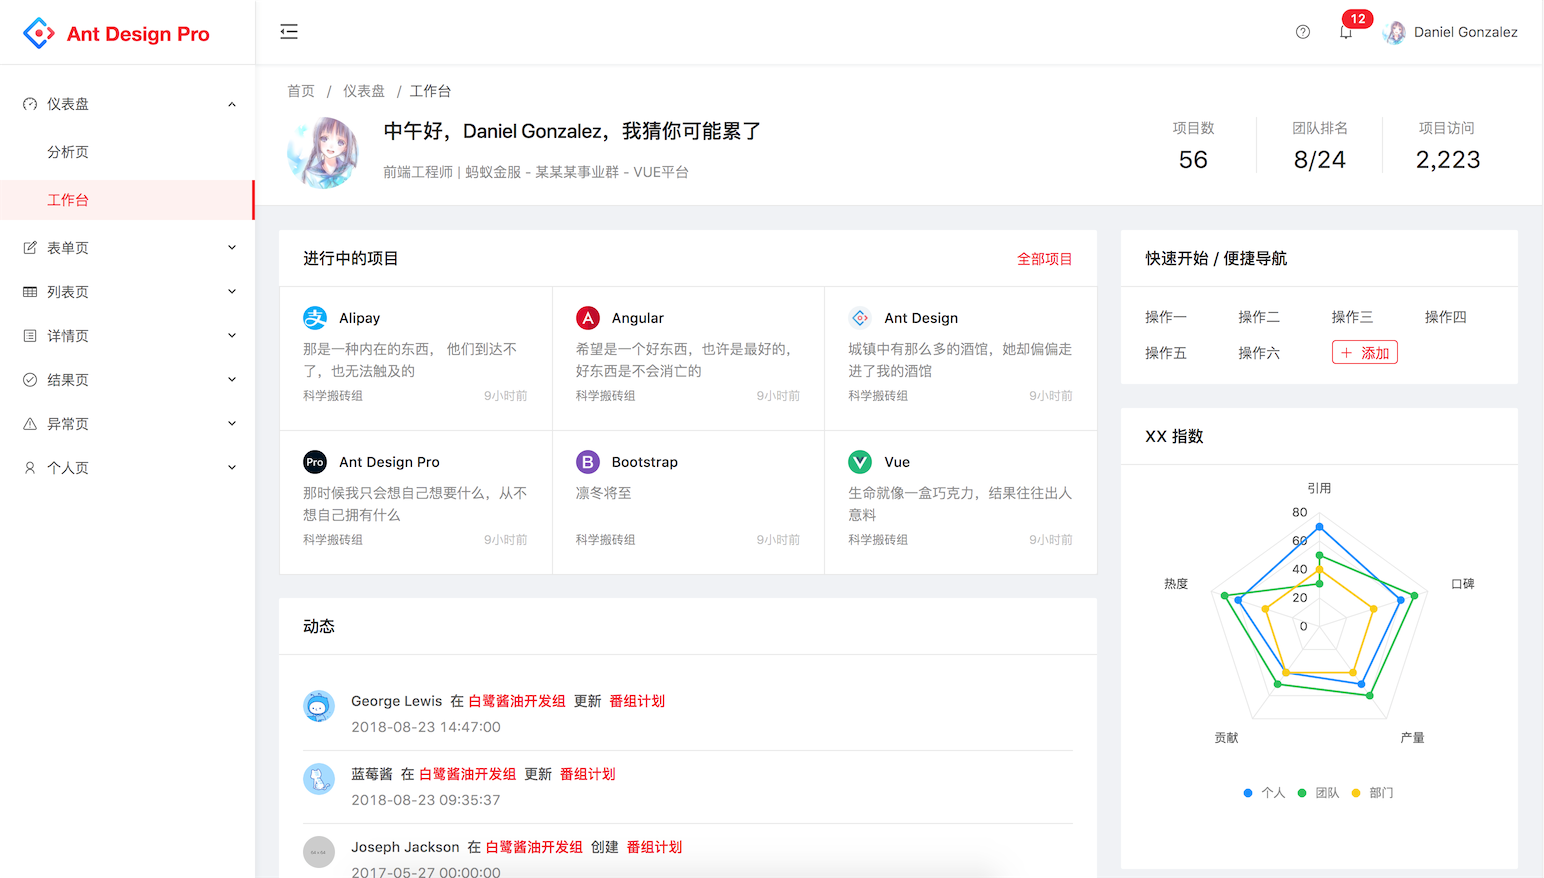 Ant Design Pro
12
Daniel Gonzalez
仪表盘
分析页
工作台
表单页
列表页
详情页
结果页
异常页
个人页
首页 / 仪表盘 / 工作台
中午好，Daniel Gonzalez，我猜你可能累了
前端工程师 | 蚂蚁金服 - 某某某事业群 - VUE平台
项目数
56
团队排名
8/24
项目访问
2,223
进行中的项目
全部项目
Alipay
那是一种内在的东西， 他们到达不
了，也无法触及的
科学搬砖组 9小时前
Angular
希望是一个好东西，也许是最好的，
好东西是不会消亡的
科学搬砖组 9小时前
Ant Design
城镇中有那么多的酒馆，她却偏偏走
进了我的酒馆
科学搬砖组 9小时前
Pro
Ant Design Pro
那时候我只会想自己想要什么，从不
想自己拥有什么
科学搬砖组 9小时前
B
Bootstrap
凛冬将至
科学搬砖组 9小时前
Vue
生命就像一盒巧克力，结果往往出人
意料
科学搬砖组 9小时前
动态
George Lewis 在 白鹭酱油开发组 更新 番组计划
2018-08-23 14:47:00
蓝莓酱 在 白鹭酱油开发组 更新 番组计划
2018-08-23 09:35:37
Joseph Jackson 在 白鹭酱油开发组 创建 番组计划
2017-05-27 00:00:00
快速开始 / 便捷导航
操作一 操作二 操作三 操作四
操作五 操作六 + 添加
XX 指数
引用
80
60
40
20
0
热度
口碑
贡献
产量
个人 团队 部门